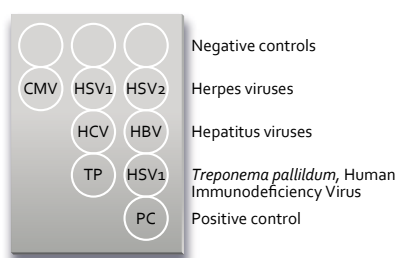 Negative controls
CMV HSV1 HSV2 Herpes viruses
HCV HBV Hepatitus viruses
TP HSV1 Treponema pallildum, Human
Immunodeficiency Virus
PC Positive control